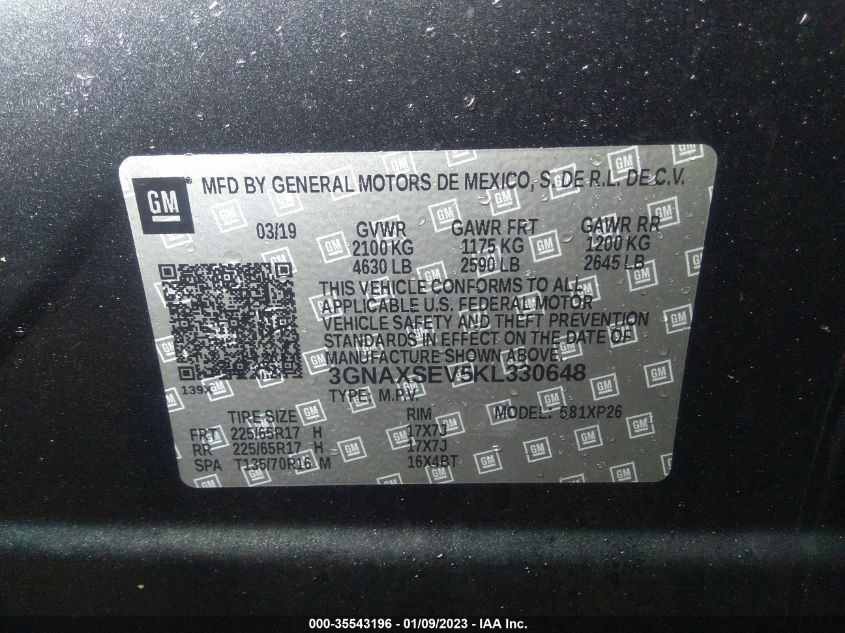 GM MFD BY GENERAL MOTORS DE MEXICO, S. DE R.L. DE C.V.
03/19 GVWR GAWR FRT GAWR RR
2100 KG 1175 KG 1200 KG
4630 LB 2590 LB 2645 LB
THIS VEHICLE CONFORMS TO ALL
APPLICABLE U.S. FEDERAL MOTOR
VEHICLE SAFETY AND THEFT PREVENTION
STANDARDS IN EFFECT ON THE DATE OF
MANUFACTURE SHOWN ABOVE.
139X 3GNAXSEV5KL330648
TYPE: M.P.V.
TIRE SIZE RIM MODEL: 581XP26
FRT 225/65R17 H 17X7J
RR 225/65R17 H 17X7J
SPA T135/70R16 M 16X4BT
000-35543196 - 01/09/2023 - IAA Inc.